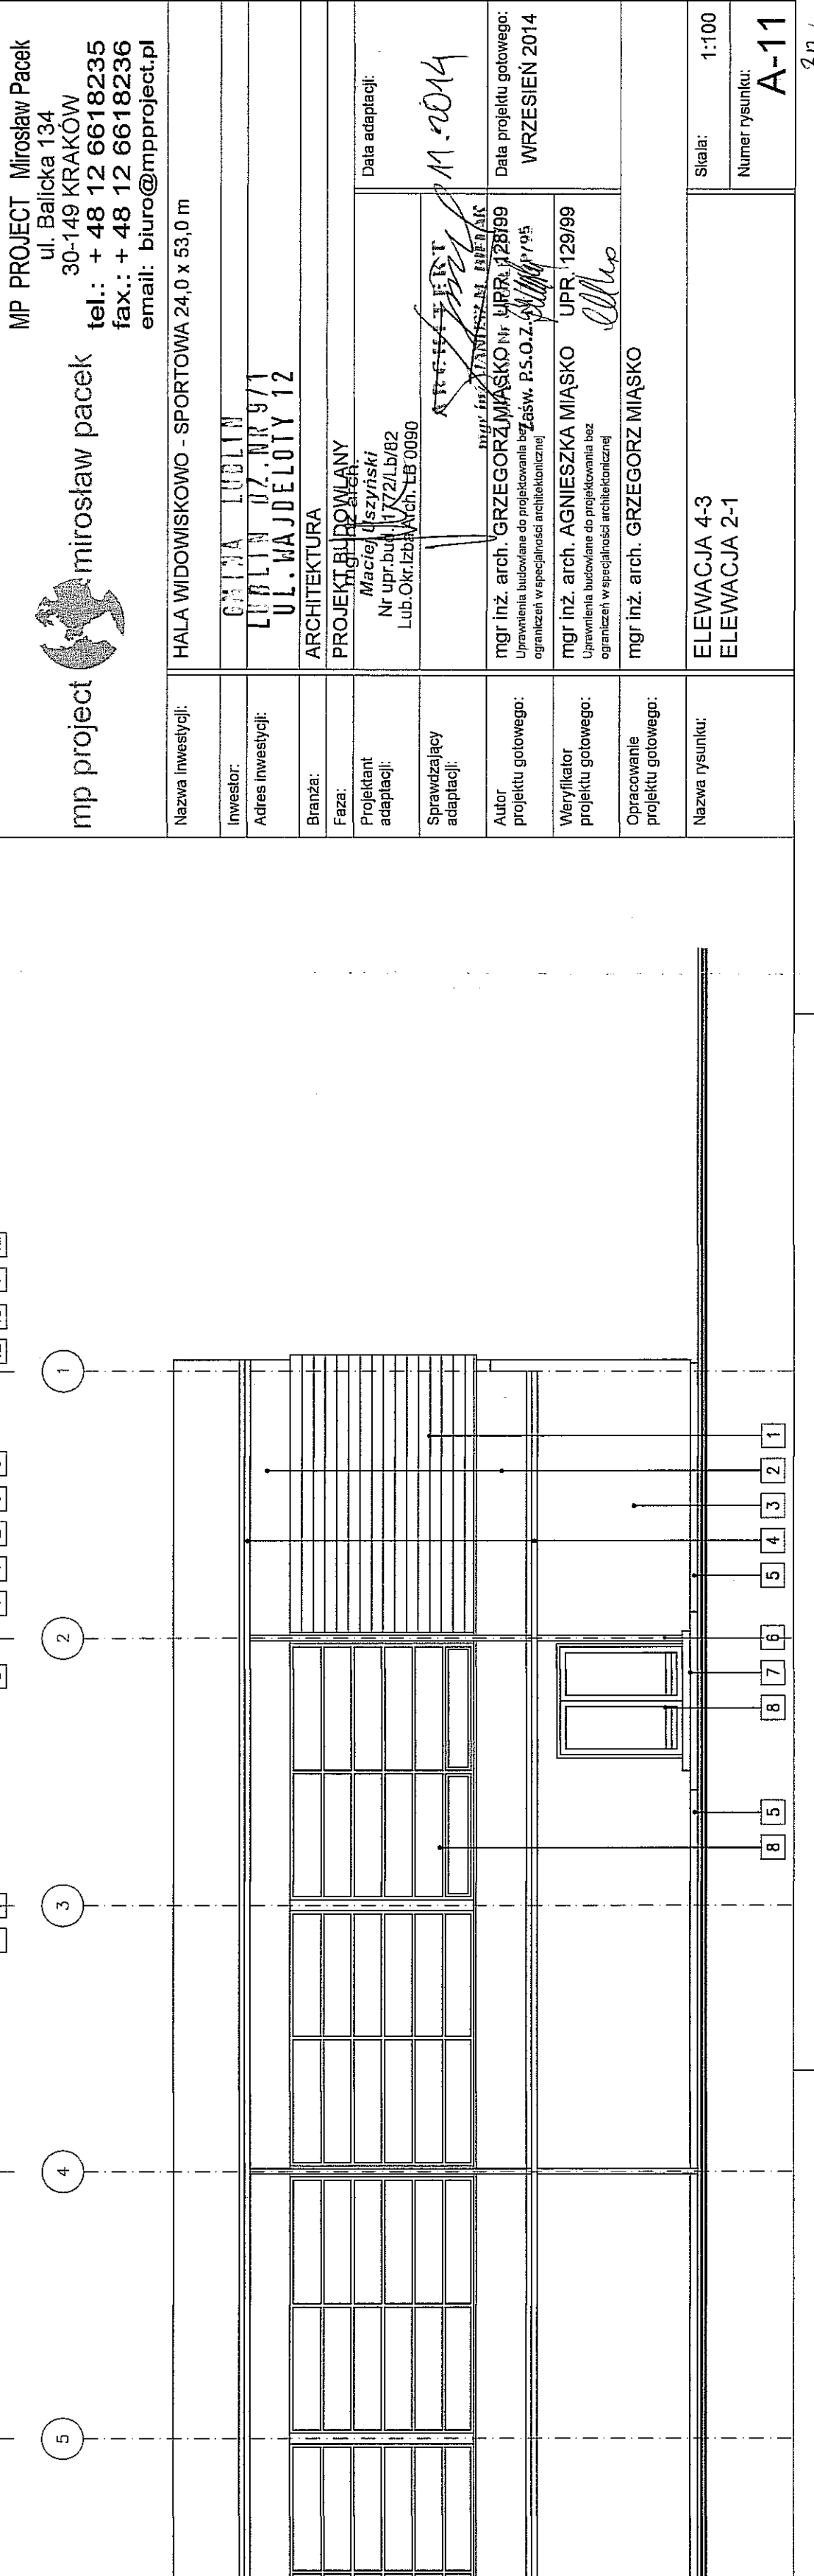 MP PROJECT Mirosław Pacek
ul. Balicka 134
30-149 KRAKÓW
tel.: + 48 12 6618235
fax.: + 48 12 6618236
email: biuro@mpproject.pl
mp project mirosław pacek
Nazwa inwestycji:
HALA WIDOWISKOWO - SPORTOWA 24,0 x 53,0 m
Inwestor:
GMINA LUBLIN
Adres inwestycji:
LUBLIN DZ.NR 9/1
UL.WAJDELOTY 12
Branża:
ARCHITEKTURA
Faza:
PROJEKT BUDOWLANY
Projektant
adaptacji:
mgr inż. arch.
Maciej Uszyński
Nr upr.bud. 1772/Lb/82
Lub.Okr.Izba Arch. LB 0090
Data adaptacji:
11.2014
Sprawdzający
adaptacji:
ARCHITEKT
Autor
projektu gotowego:
mgr inż. arch. GRZEGORZ MIĄSKO UPR. 128/99
Uprawnienia budowlane do projektowania bez
ograniczeń w specjalności architektonicznej
Zaśw. P.S.O.Z.
Data projektu gotowego:
WRZESIEŃ 2014
Weryfikator
projektu gotowego:
mgr inż. arch. AGNIESZKA MIĄSKO UPR. 129/99
Uprawnienia budowlane do projektowania bez
ograniczeń w specjalności architektonicznej
Opracowanie
projektu gotowego:
mgr inż. arch. GRZEGORZ MIĄSKO
Nazwa rysunku:
ELEWACJA 4-3
ELEWACJA 2-1
Skala:
1:100
Numer rysunku:
A-11
5 4 3 2 1
8 5 8 7 6 5 4 3 2 1